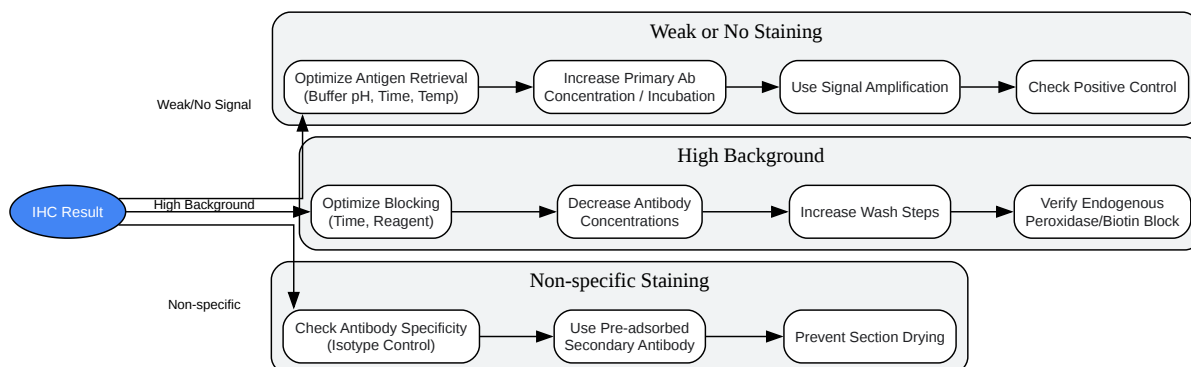 Weak or No Staining
Optimize Antigen Retrieval
(Buffer pH, Time, Temp)
Increase Primary Ab
Concentration / Incubation
Use Signal Amplification
Check Positive Control
Weak/No Signal
High Background
IHC Result
High Background
Optimize Blocking
(Time, Reagent)
Decrease Antibody
Concentrations
Increase Wash Steps
Verify Endogenous
Peroxidase/Biotin Block
Non-specific
Non-specific Staining
Check Antibody Specificity
(Isotype Control)
Use Pre-adsorbed
Secondary Antibody
Prevent Section Drying